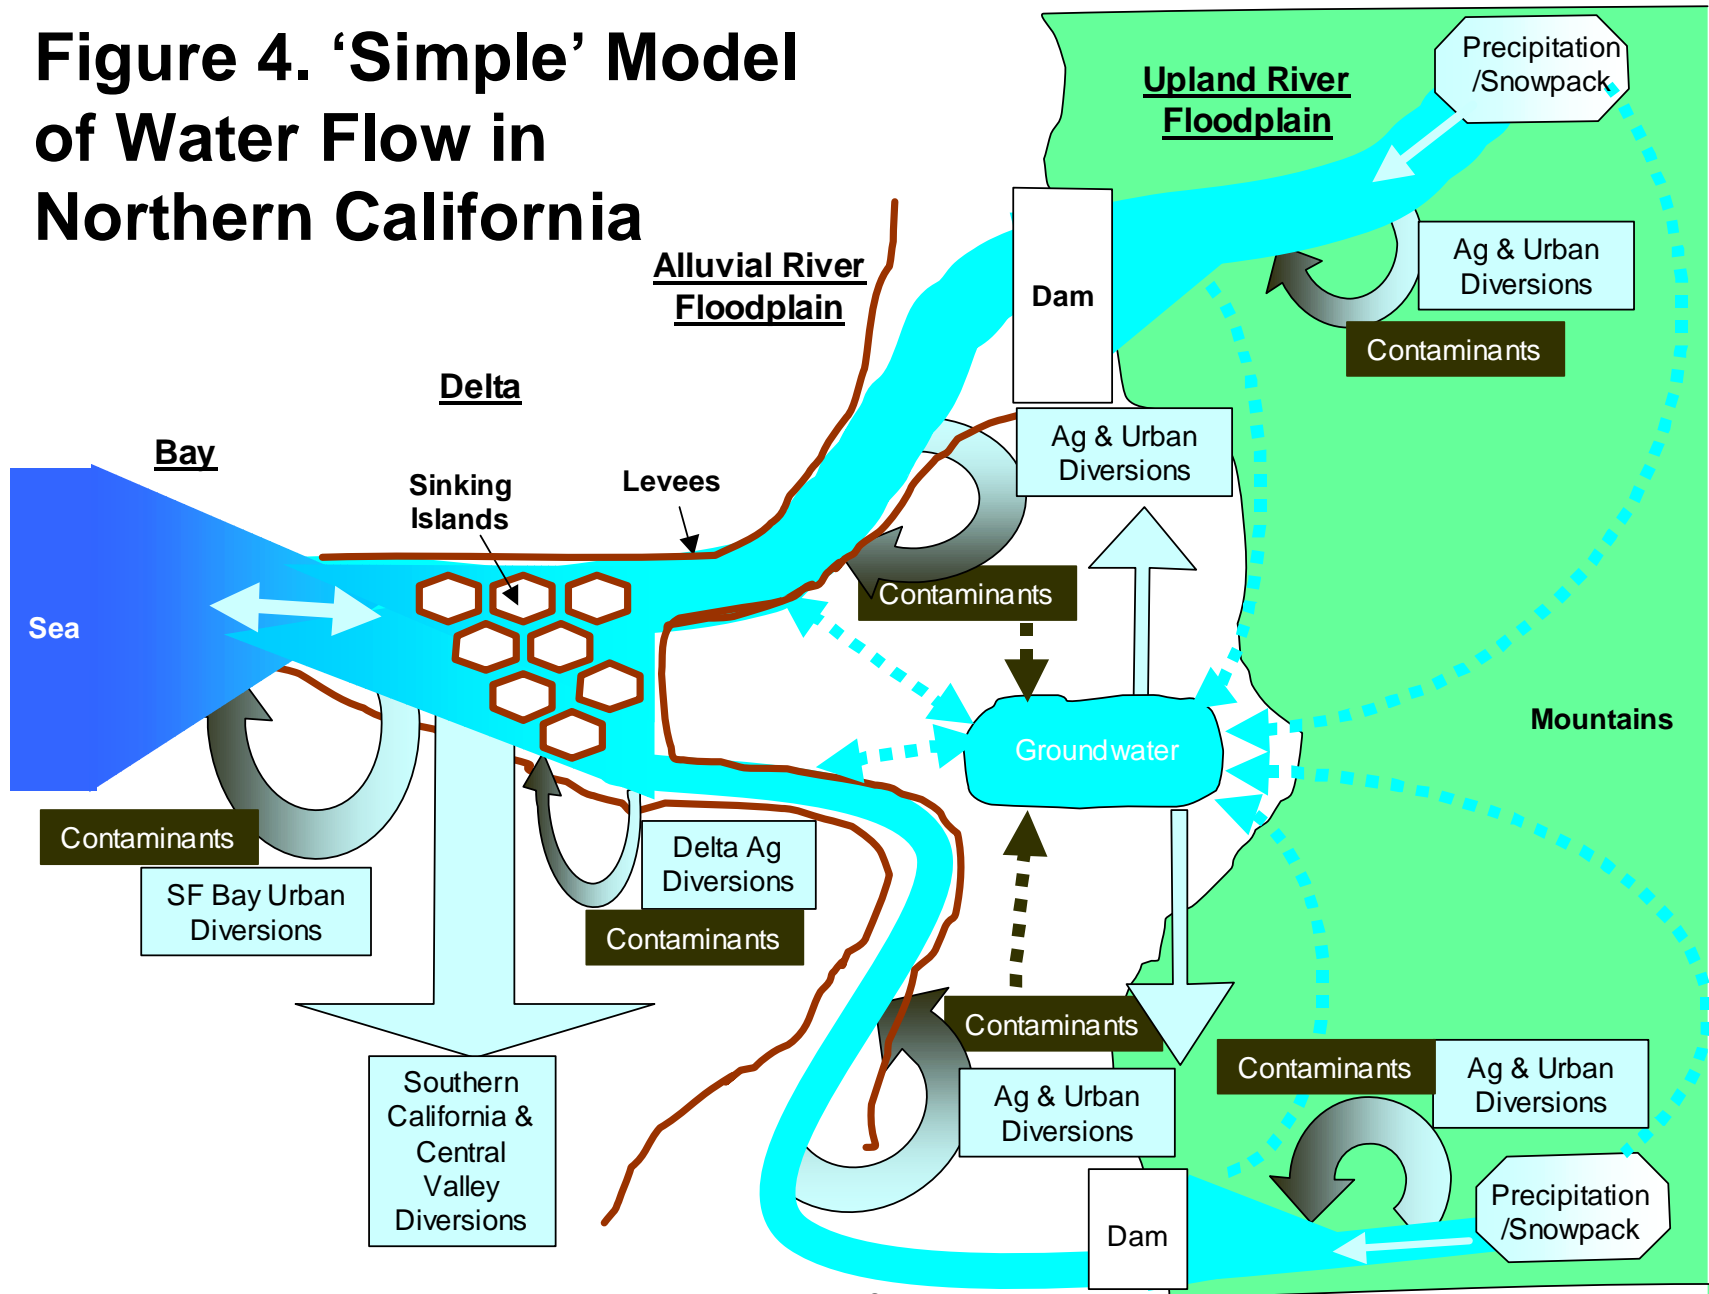 Figure 4. ‘Simple’ Model
of Water Flow in
Northern California
Upland River
Floodplain
Precipitation
/Snowpack
Ag & Urban
Diversions
Contaminants
Alluvial River
Floodplain
Dam
Delta
Bay
Sinking
Islands
Levees
Ag & Urban
Diversions
Contaminants
Sea
Groundwater
Mountains
Contaminants
SF Bay Urban
Diversions
Delta Ag
Diversions
Contaminants
Southern
California &
Central
Valley
Diversions
Contaminants
Ag & Urban
Diversions
Contaminants
Ag & Urban
Diversions
Dam
Precipitation
/Snowpack